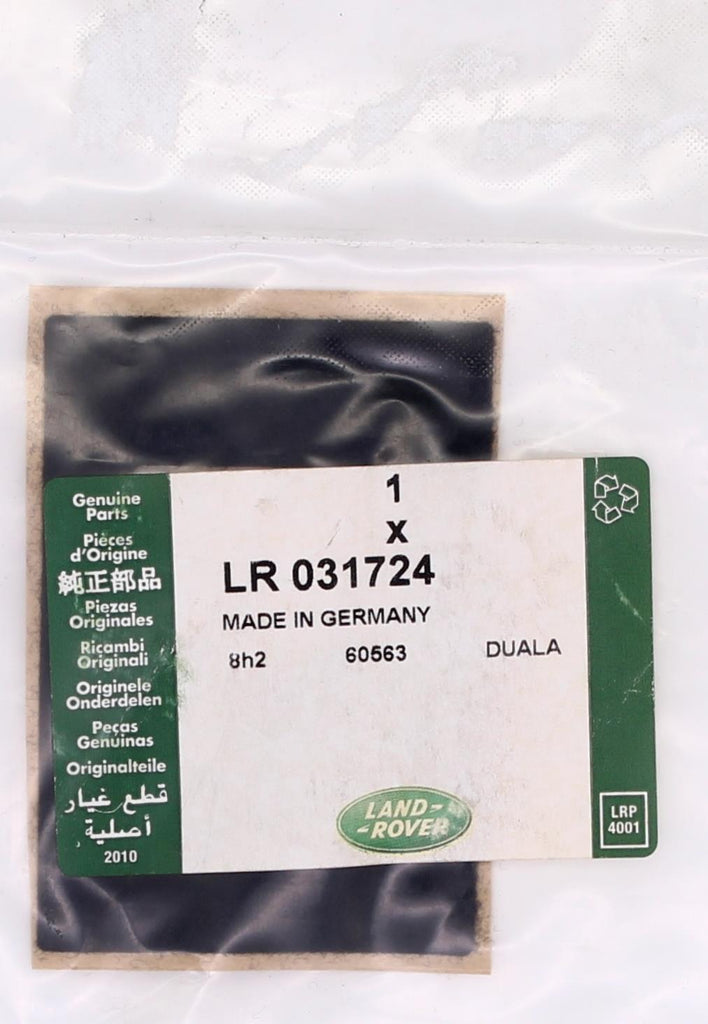 Genuine
Parts
Pièces
d'Origine
純正部品
Piezas
Originales
Ricambi
Originali
Originele
Onderdelen
Peças
Genuínas
Originalteile
قطع غيار
أصلية
2010
1
x
LR 031724
MADE IN GERMANY
8h2 60563 DUALA
LAND-
-ROVER
LRP
4001